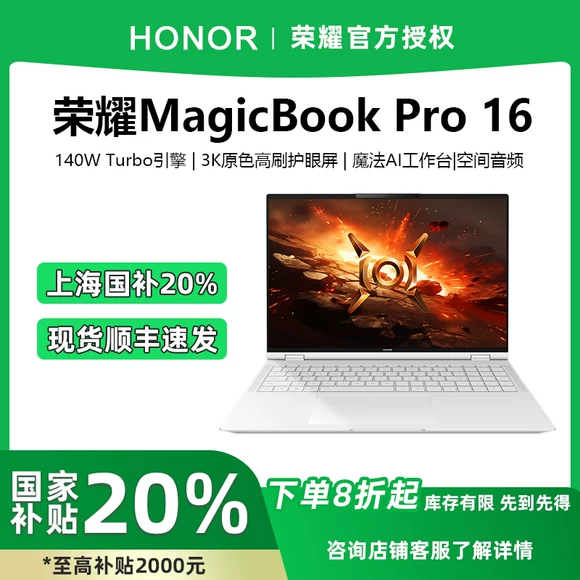 HONOR | 荣耀官方授权
荣耀MagicBook Pro 16
140W Turbo引擎 | 3K原色高刷护眼屏 | 魔法AI工作台|空间音频
上海国补20%
现货顺丰速发
国家补贴20%
*至高补贴2000元
下单8折起 库存有限 先到先得
咨询店铺客服了解详情